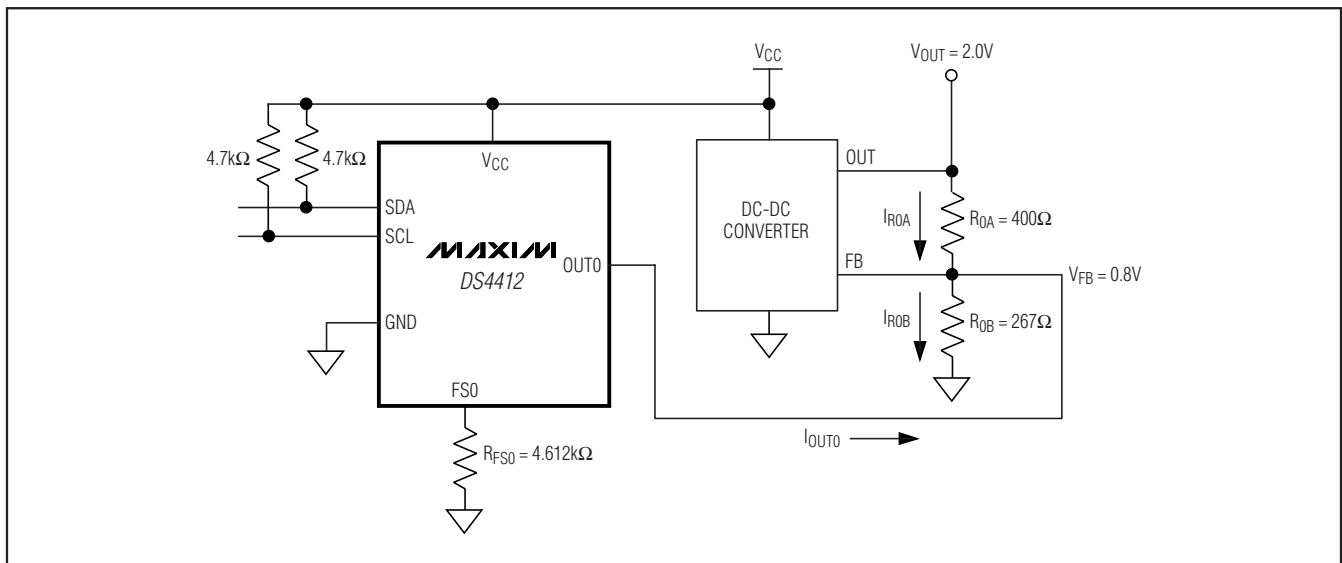 VCC
VOUT = 2.0V
4.7kΩ
4.7kΩ
VCC
SDA
SCL
MAXIM
DS4412
OUT0
GND
FS0
RFS0 = 4.612kΩ
DC-DC
CONVERTER
OUT
FB
IR0A
R0A = 400Ω
VFB = 0.8V
IR0B
R0B = 267Ω
IOUT0